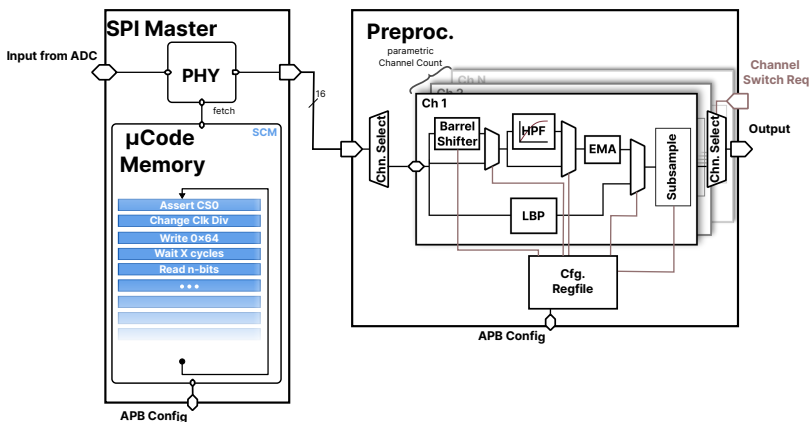 SPI Master
Input from ADC
PHY
fetch
16
µCode
Memory
SCM
Assert CS0
Change Clk Div
Write 0×64
Wait X cycles
Read n-bits
•••
APB Config
Preproc.
parametric
Channel Count
Ch N
Ch 2
Ch 1
Chn. Select
Barrel
Shifter
HPF
EMA
LBP
Subsample
Chn. Select
Cfg.
Regfile
APB Config
Channel
Switch Req
Output